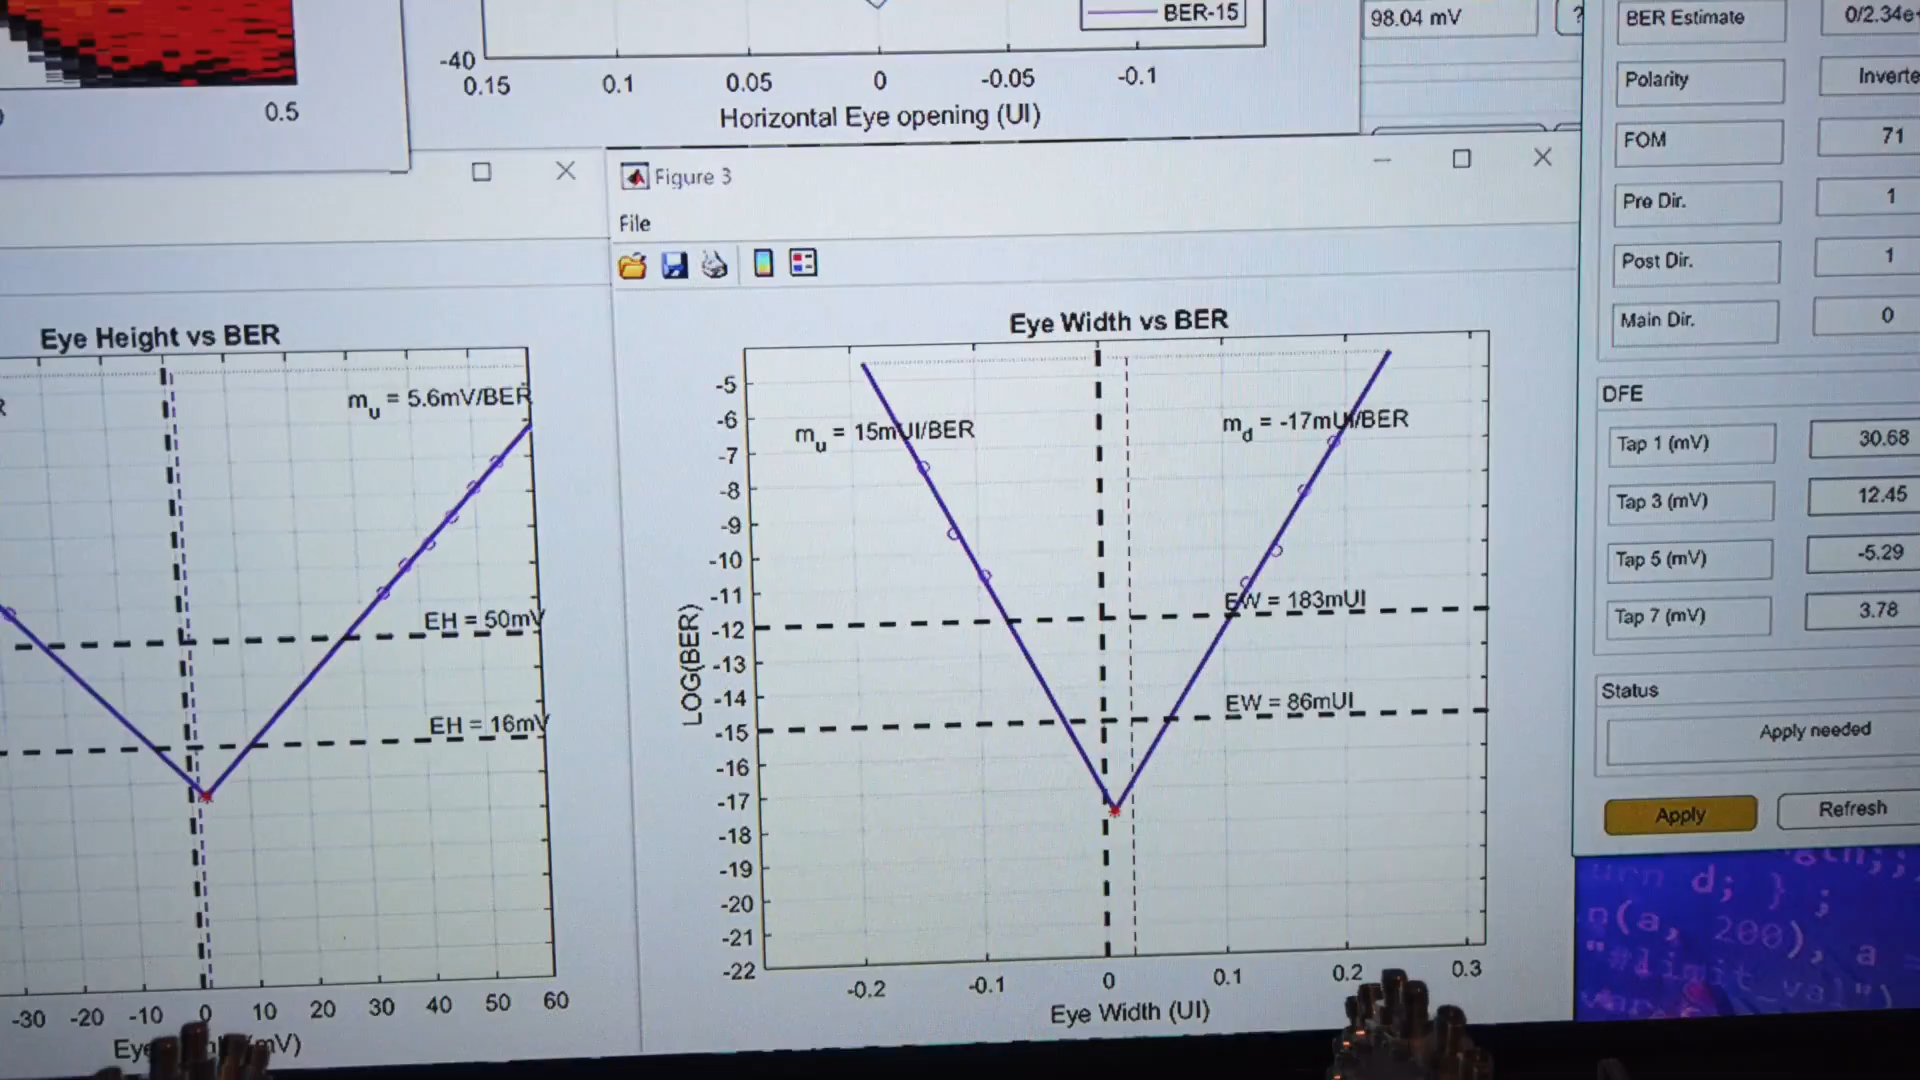 BER-15
-40
0.15 0.1 0.05 0 -0.05 -0.1
Horizontal Eye opening (UI)
0.5
98.04 mV
?
BER Estimate
Polarity
FOM 71
Pre Dir. 1
Post Dir. 1
Main Dir. 0
DFE
Tap 1 (mV) 30.68
Tap 3 (mV) 12.45
Tap 5 (mV) -5.29
Tap 7 (mV) 3.78
Status
Apply needed
Apply Refresh
Eye Height vs BER
mu = 5.6mV/BER
EH = 50mV
EH = 16mV
-30 -20 -10 0 10 20 30 40 50 60
Figure 3
File
Eye Width vs BER
mu = 15mUI/BER
md = -17mUI/BER
EW = 183mUI
EW = 86mUI
LOG(BER)
-5
-6
-7
-8
-9
-10
-11
-12
-13
-14
-15
-16
-17
-18
-19
-20
-21
-22
-0.2 -0.1 0 0.1 0.2 0.3
Eye Width (UI)
d; } ;
(a, 200), a